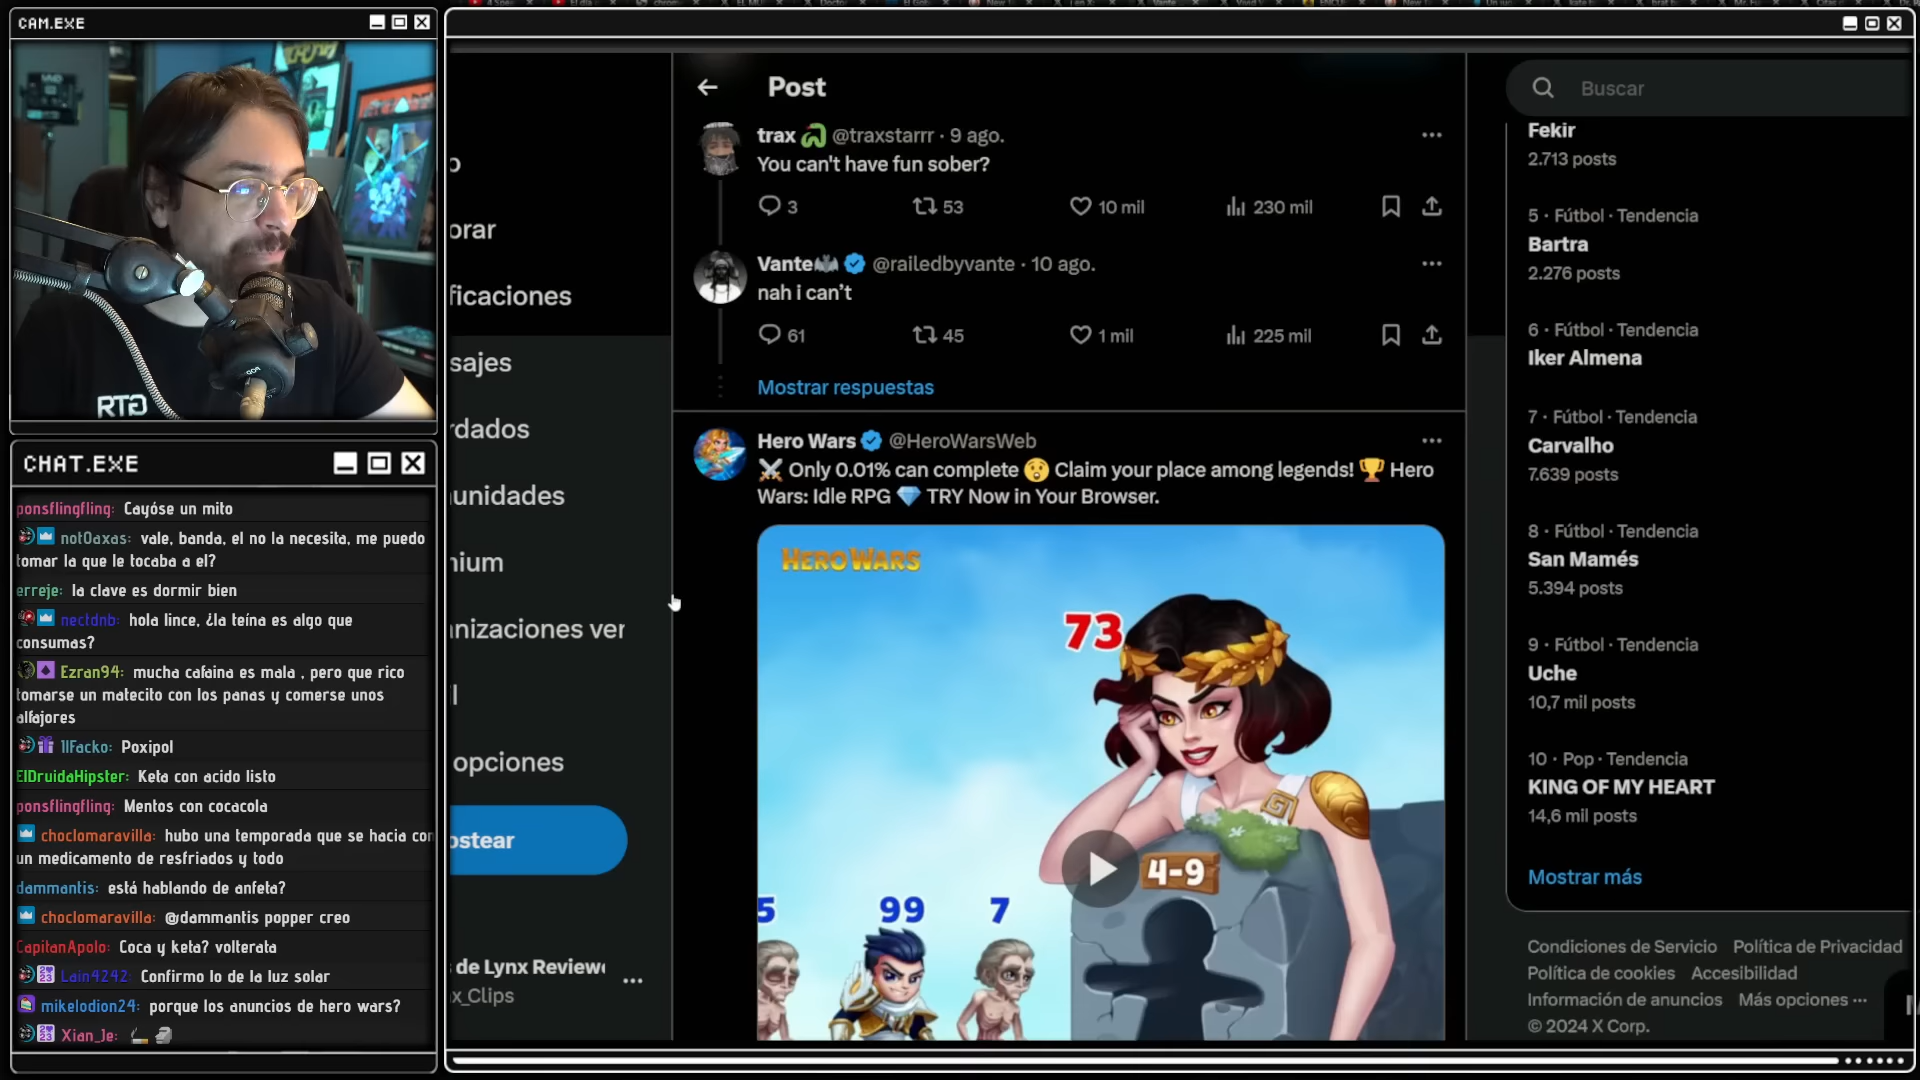 CAM.EXE
RTG
CHAT.EXE
ponsflingfling: Cayóse un mito
notOaxas: vale, banda, el no la necesita, me puedo
tomar la que le tocaba a el?
erreje: la clave es dormir bien
nectdnb: hola lince, ¿la teína es algo que
consumas?
Ezran94: mucha cafaina es mala , pero que rico
tomarse un matecito con los panas y comerse unos
alfajores
11Facko: Poxipol
ElDruidaHipster: Keta con acido listo
ponsflingfling: Mentos con cocacola
choclomaravilla: hubo una temporada que se hacia con
un medicamento de resfriados y todo
dammantis: está hablando de anfeta?
choclomaravilla: @dammantis popper creo
CapitanApolo: Coca y keta? volterata
Lain4242: Confirmo lo de la luz solar
mikelodion24: porque los anuncios de hero wars?
Xian_Je:
o
orar
ficaciones
sajes
rdados
unidades
nium
anizaciones ver
il
opciones
ostear
de Lynx Reviewe
x_Clips
Post
trax @traxstarrr · 9 ago.
You can't have fun sober?
3 53 10 mil 230 mil
Vante @railedbyvante · 10 ago.
nah i can’t
61 45 1 mil 225 mil
Mostrar respuestas
Hero Wars @HeroWarsWeb
Only 0.01% can complete Claim your place among legends! Hero
Wars: Idle RPG TRY Now in Your Browser.
HERO WARS
73
4-9
5 99 7
Buscar
Fekir
2.713 posts
5 · Fútbol · Tendencia
Bartra
2.276 posts
6 · Fútbol · Tendencia
Iker Almena
7 · Fútbol · Tendencia
Carvalho
7.639 posts
8 · Fútbol · Tendencia
San Mamés
5.394 posts
9 · Fútbol · Tendencia
Uche
10,7 mil posts
10 · Pop · Tendencia
KING OF MY HEART
14,6 mil posts
Mostrar más
Condiciones de Servicio Política de Privacidad
Política de cookies Accesibilidad
Información de anuncios Más opciones ···
© 2024 X Corp.